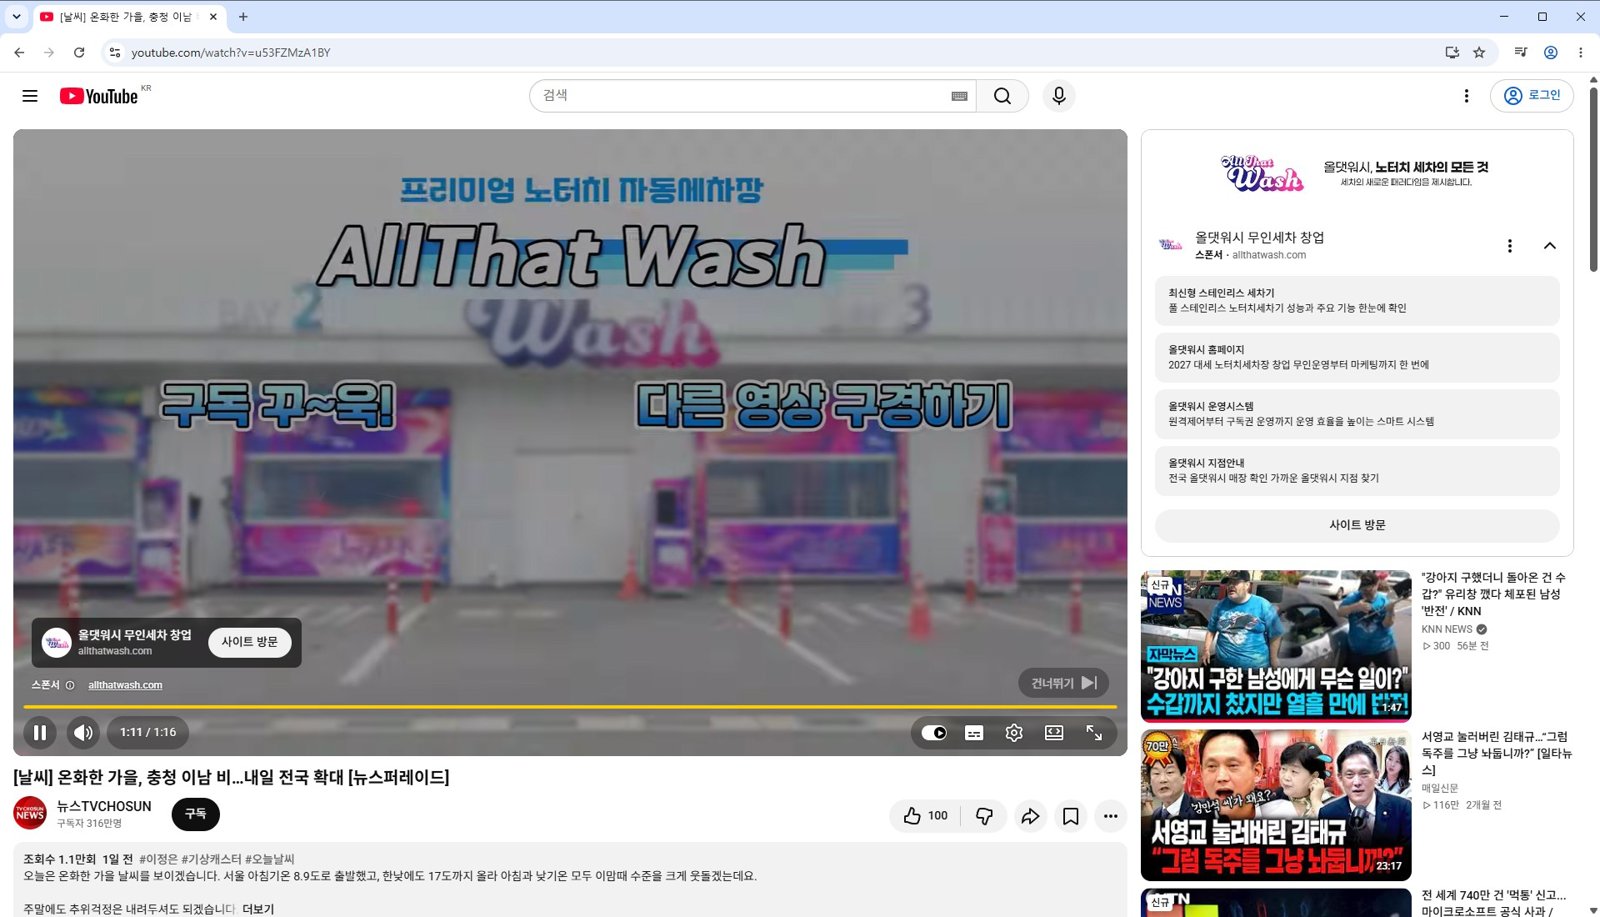 [날씨] 온화한 가을, 충청 이남
youtube.com/watch?v=u53FZMzA1BY
YouTube KR
검색
로그인
프리미엄 노터치 자동세차장
AllThat Wash
BAY 2
3
Wash
구독 꾸~욱!
다른 영상 구경하기
올댓워시 무인세차 창업
allthatwash.com
사이트 방문
스폰서
allthatwash.com
건너뛰기
1:11 / 1:16
[날씨] 온화한 가을, 충청 이남 비...내일 전국 확대 [뉴스퍼레이드]
TVCHOSUN NEWS
뉴스TVCHOSUN
구독자 316만명
구독
100
조회수 1.1만회 1일 전 #이정은 #기상캐스터 #오늘날씨
오늘은 온화한 가을 날씨를 보이겠습니다. 서울 아침기온 8.9도로 출발했고, 한낮에도 17도까지 올라 아침과 낮기온 모두 이맘때 수준을 크게 웃돌겠는데요.
주말에도 추위걱정은 내려두셔도 되겠습니다 더보기
All That Wash
올댓워시, 노터치 세차의 모든 것
세차의 새로운 패러다임을 제시합니다.
올댓워시 무인세차 창업
스폰서 · allthatwash.com
최신형 스테인리스 세차기
풀 스테인리스 노터치세차기 성능과 주요 기능 한눈에 확인
올댓워시 홈페이지
2027 대세 노터치세차장 창업 무인운영부터 마케팅까지 한 번에
올댓워시 운영시스템
원격제어부터 구독권 운영까지 운영 효율을 높이는 스마트 시스템
올댓워시 지점안내
전국 올댓워시 매장 확인 가까운 올댓워시 지점 찾기
사이트 방문
신규
NEWS
자막뉴스
"강아지 구한 남성에게 무슨 일이?"
수갑까지 찼지만 열흘 만에 반전!
1:47
"강아지 구했더니 돌아온 건 수
갑?" 유리창 깼다 체포된 남성
'반전' / KNN
KNN NEWS
300 56분 전
70만
김민석 씨가 왜요?
서영교 눌러버린 김태규
"그럼 독주를 그냥 놔둡니까?"
23:17
서영교 눌러버린 김태규..."그럼
독주를 그냥 놔둡니까?" [일타뉴
스]
매일신문
116만 2개월 전
신규
전 세계 740만 건 '먹통' 신고...
마이크로소프트 공식 사과 /